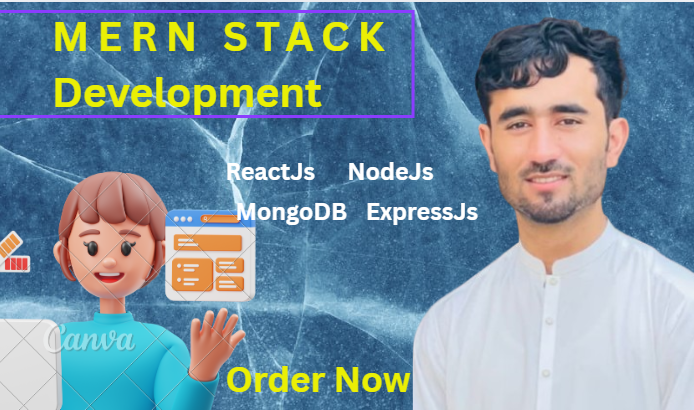 MERN STACK
Development
ReactJs NodeJs
MongoDB ExpressJs
Canva
Order Now